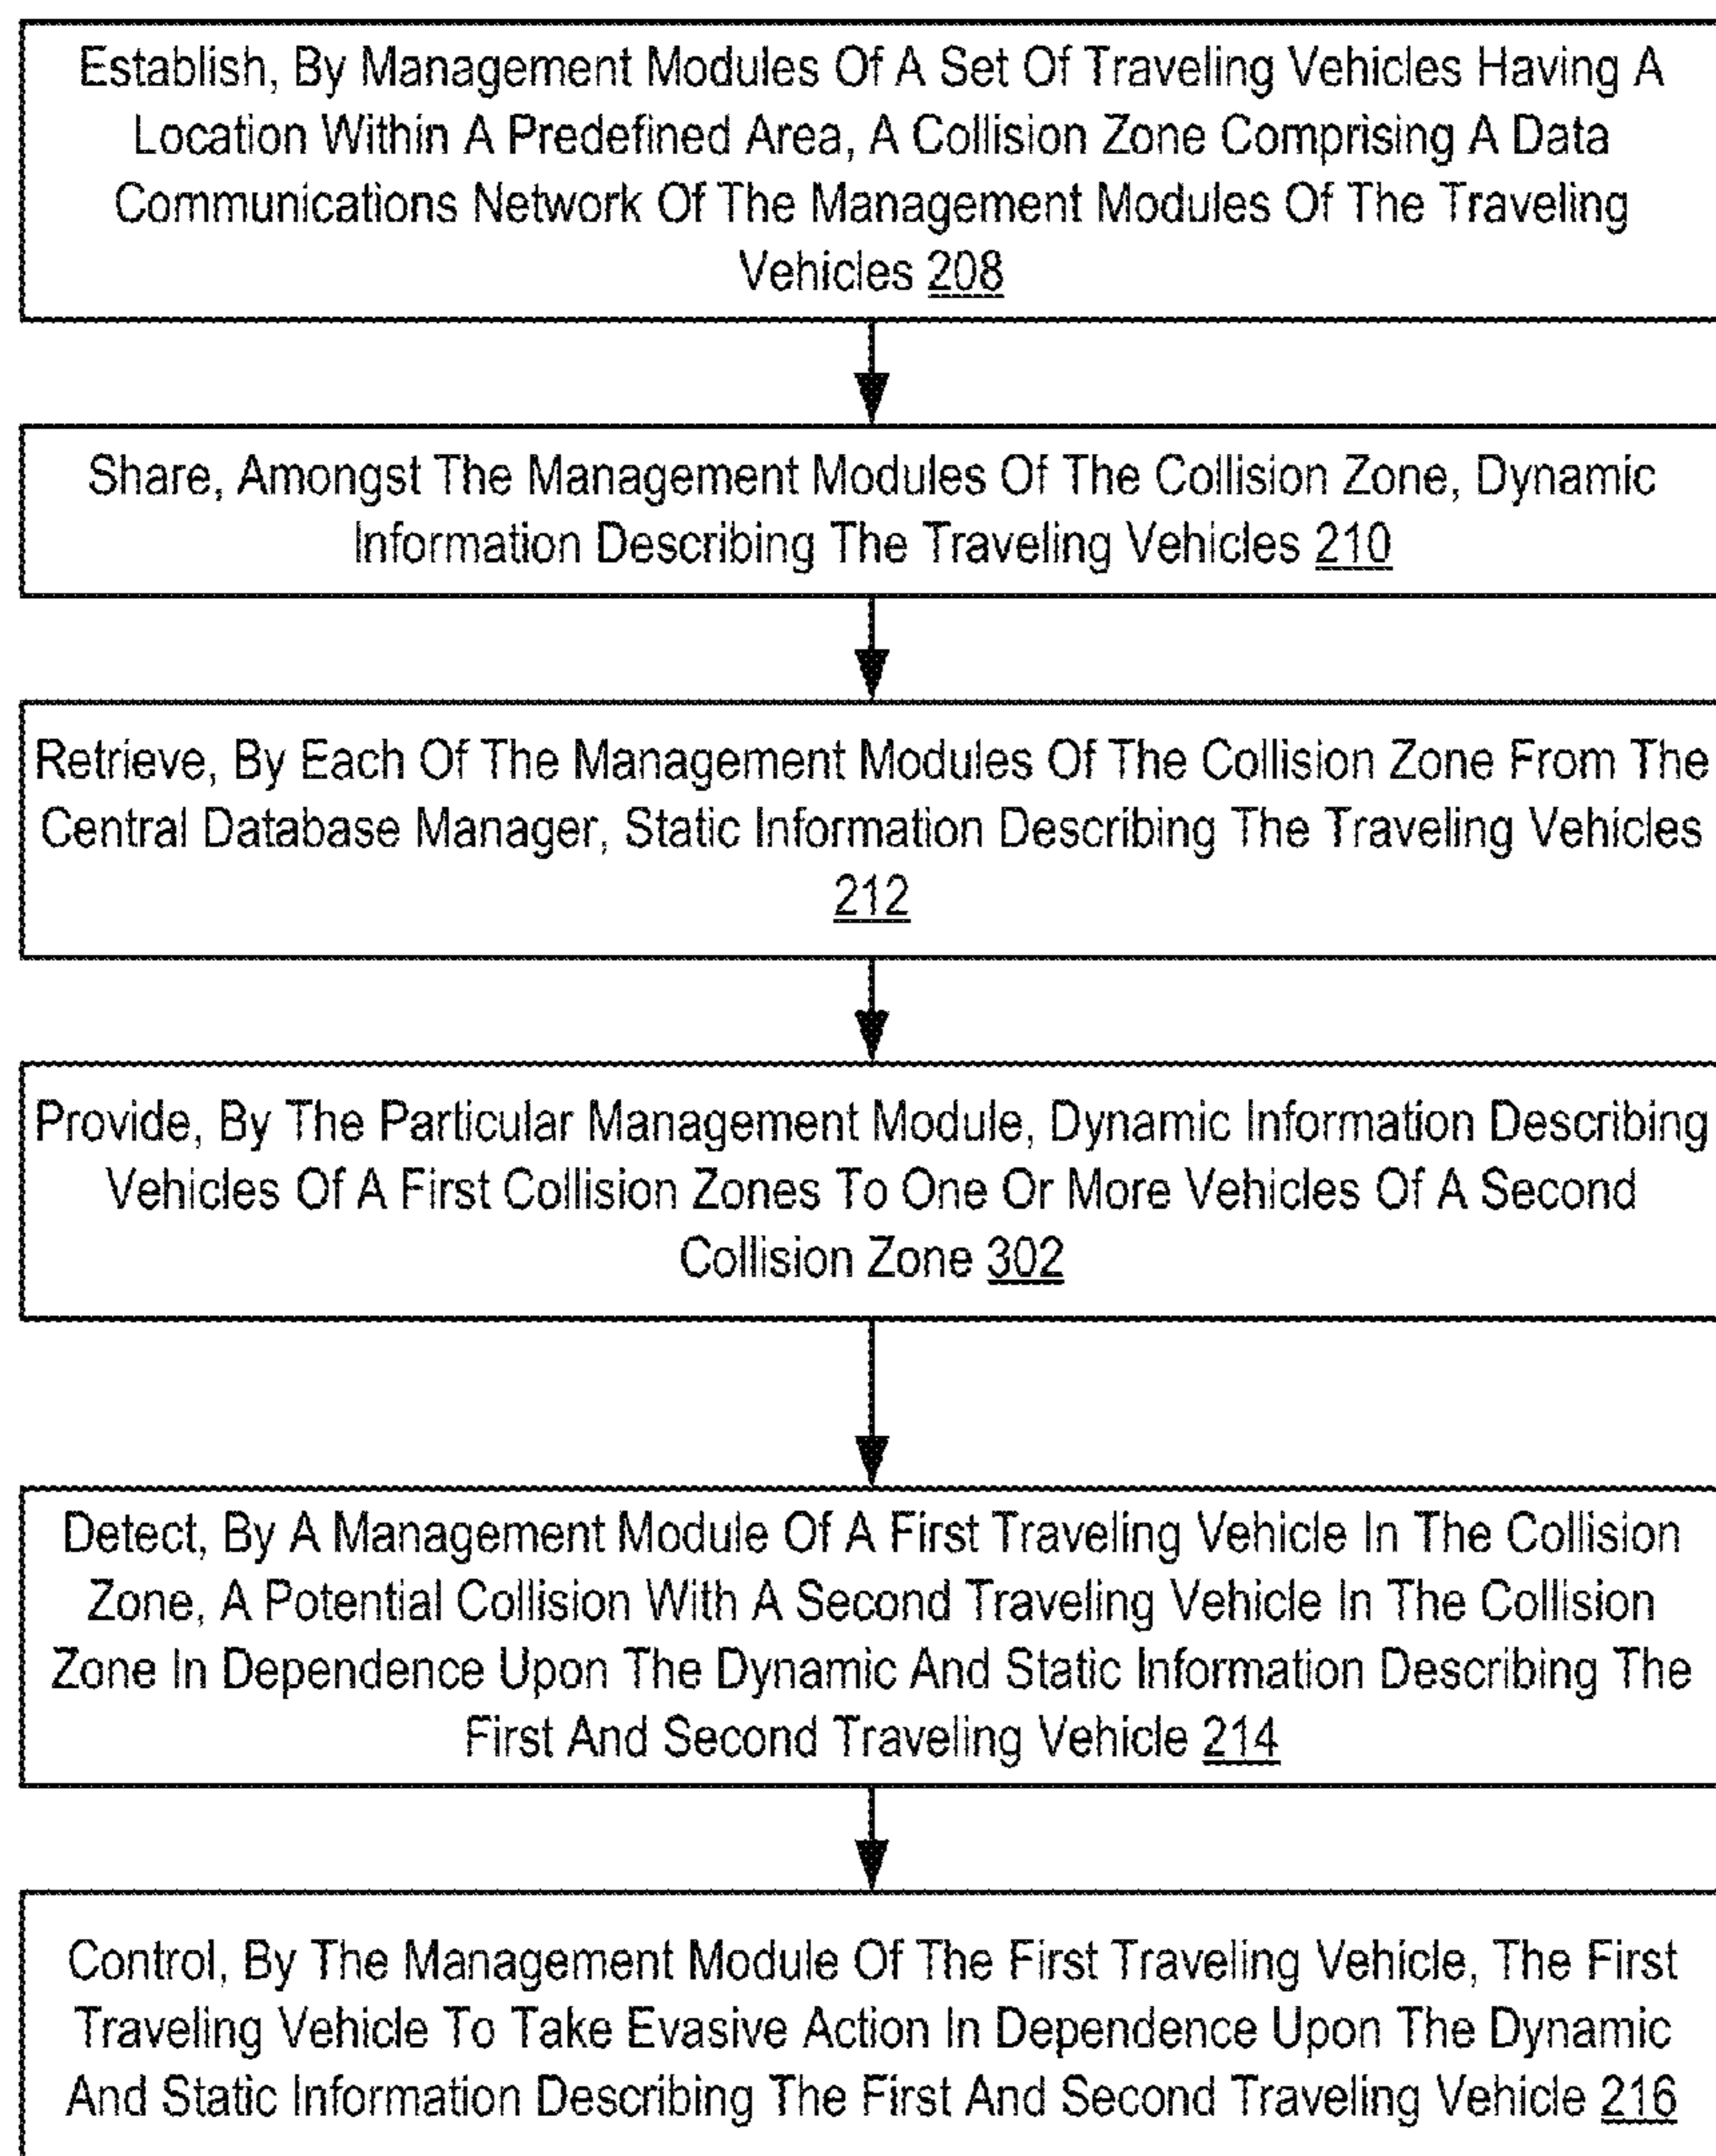 Establish, By Management Modules Of A Set Of Traveling Vehicles Having A
Location Within A Predefined Area, A Collision Zone Comprising A Data
Communications Network Of The Management Modules Of The Traveling
Vehicles 208
Share, Amongst The Management Modules Of The Collision Zone, Dynamic
Information Describing The Traveling Vehicles 210
Retrieve, By Each Of The Management Modules Of The Collision Zone From The
Central Database Manager, Static Information Describing The Traveling Vehicles
212
Provide, By The Particular Management Module, Dynamic Information Describing
Vehicles Of A First Collision Zones To One Or More Vehicles Of A Second
Collision Zone 302
Detect, By A Management Module Of A First Traveling Vehicle In The Collision
Zone, A Potential Collision With A Second Traveling Vehicle In The Collision
Zone In Dependence Upon The Dynamic And Static Information Describing The
First And Second Traveling Vehicle 214
Control, By The Management Module Of The First Traveling Vehicle, The First
Traveling Vehicle To Take Evasive Action In Dependence Upon The Dynamic
And Static Information Describing The First And Second Traveling Vehicle 216